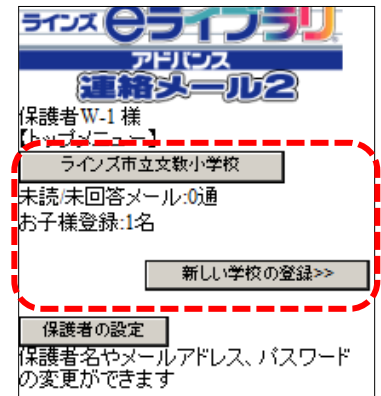 ラインズeライブラリ
アドバンス
連絡メール2
保護者W-1 様
【トップメニュー】
ラインズ市立文教小学校
未読/未回答メール:0通
お子様登録:1名
新しい学校の登録>>
保護者の設定
保護者名やメールアドレス、パスワード
の変更ができます